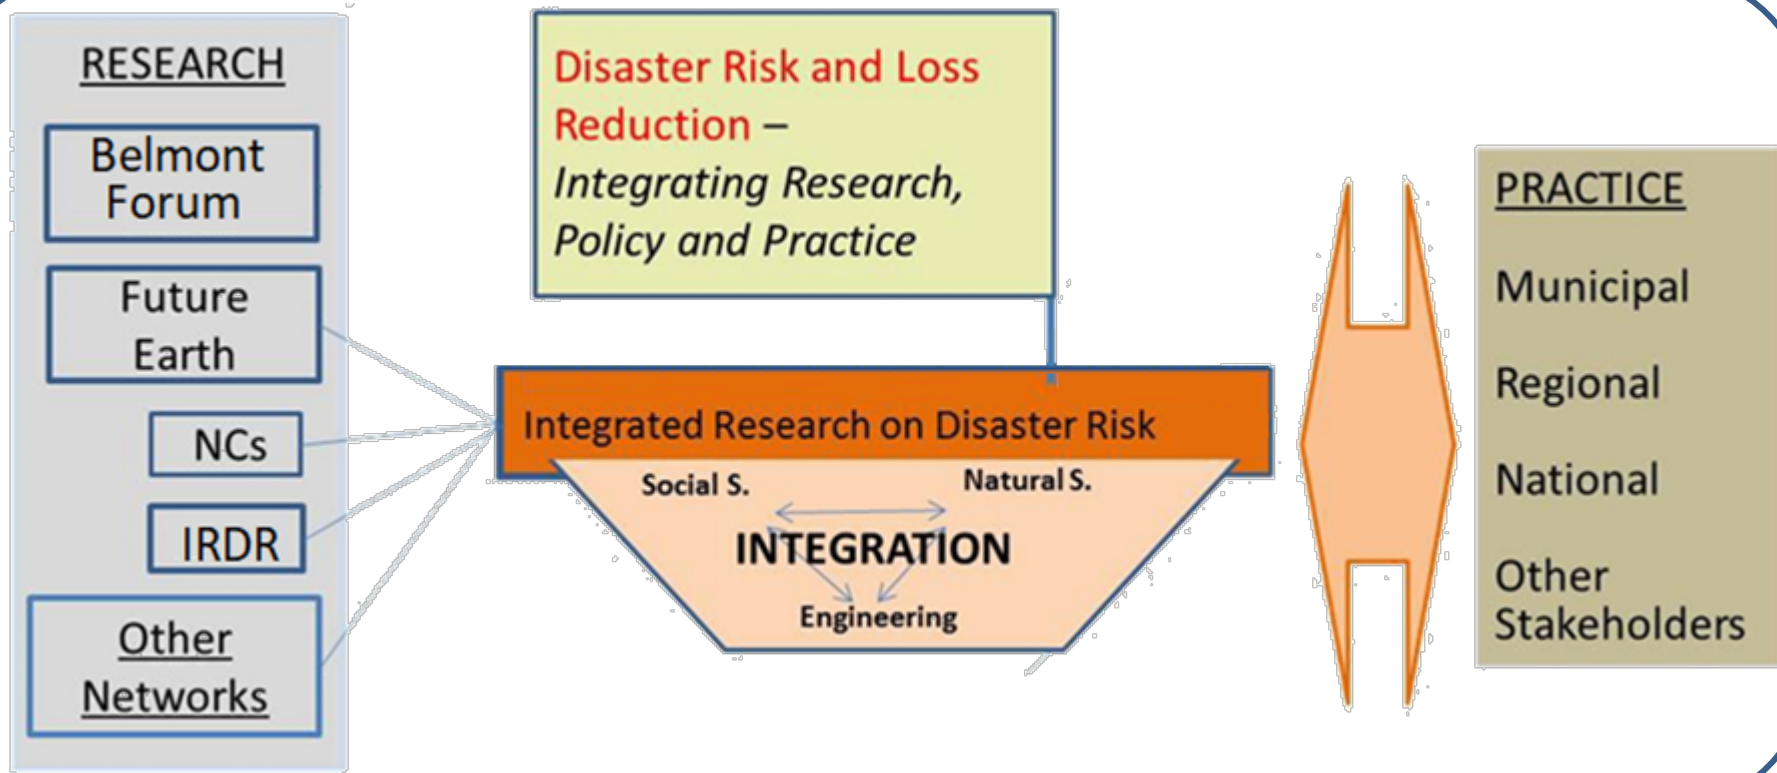 RESEARCH
Belmont
Forum
Future
Earth
NCs
IRDR
Other
Networks
Disaster Risk and Loss
Reduction –
Integrating Research,
Policy and Practice
Integrated Research on Disaster Risk
Social S.
Natural S.
INTEGRATION
Engineering
PRACTICE
Municipal
Regional
National
Other
Stakeholders